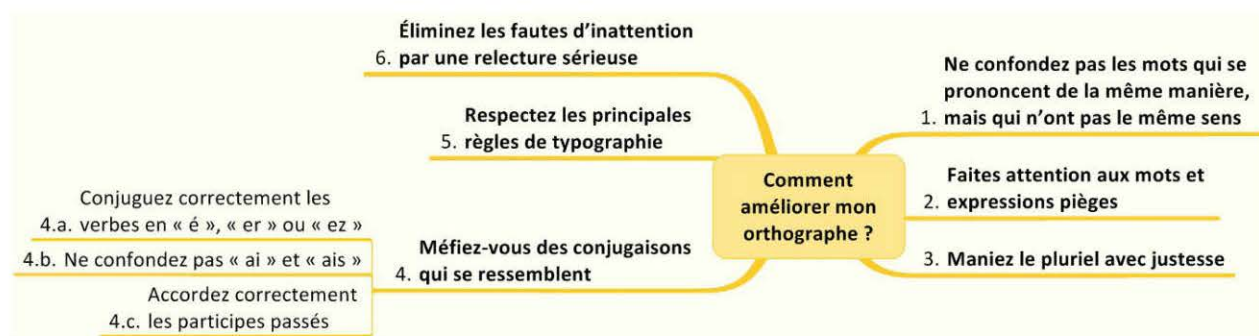 Comment
améliorer mon
orthographe ?
Ne confondez pas les mots qui se
prononcent de la même manière,
1. mais qui n'ont pas le même sens
Faites attention aux mots et
2. expressions pièges
3. Maniez le pluriel avec justesse
Méfiez-vous des conjugaisons
4. qui se ressemblent
Conjuguez correctement les
4.a. verbes en « é », « er » ou « ez »
4.b. Ne confondez pas « ai » et « ais »
Accordez correctement
4.c. les participes passés
Respectez les principales
5. règles de typographie
Éliminez les fautes d'inattention
6. par une relecture sérieuse